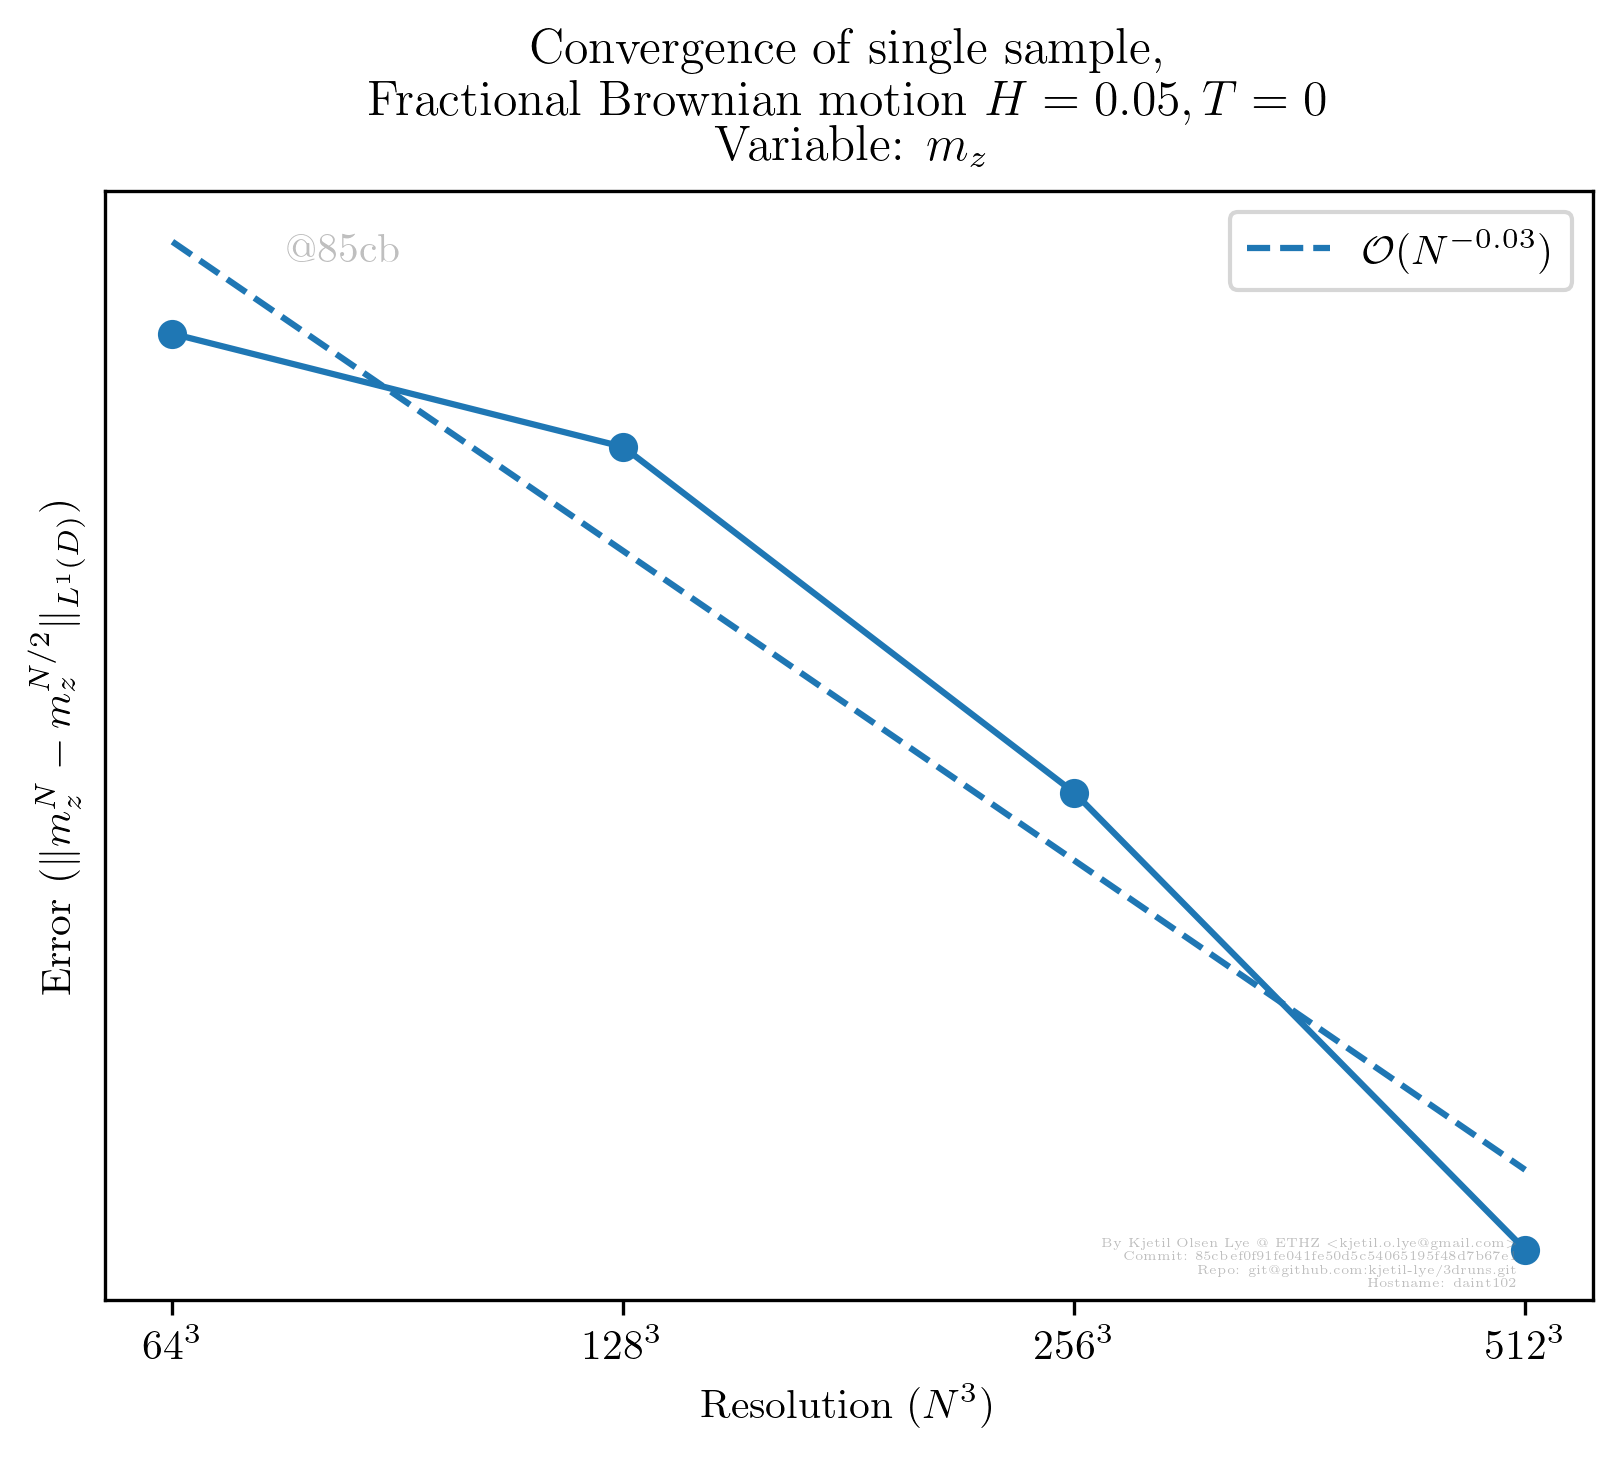 Convergence of single sample,
Fractional Brownian motion H = 0.05, T = 0
Variable: m_z
@85cb
O(N^{-0.03})
Error (||m_z^N − m_z^{N/2}||_{L^1(D)})
By Kjetil Olsen Lye @ ETHZ <kjetil.o.lye@gmail.com>
Commit: 85cbef0f91fe041fe50d5c54065195f48d7b67e
Repo: git@github.com:kjetil-lye/3druns.git
Hostname: daint102
64^3
128^3
256^3
512^3
Resolution (N^3)